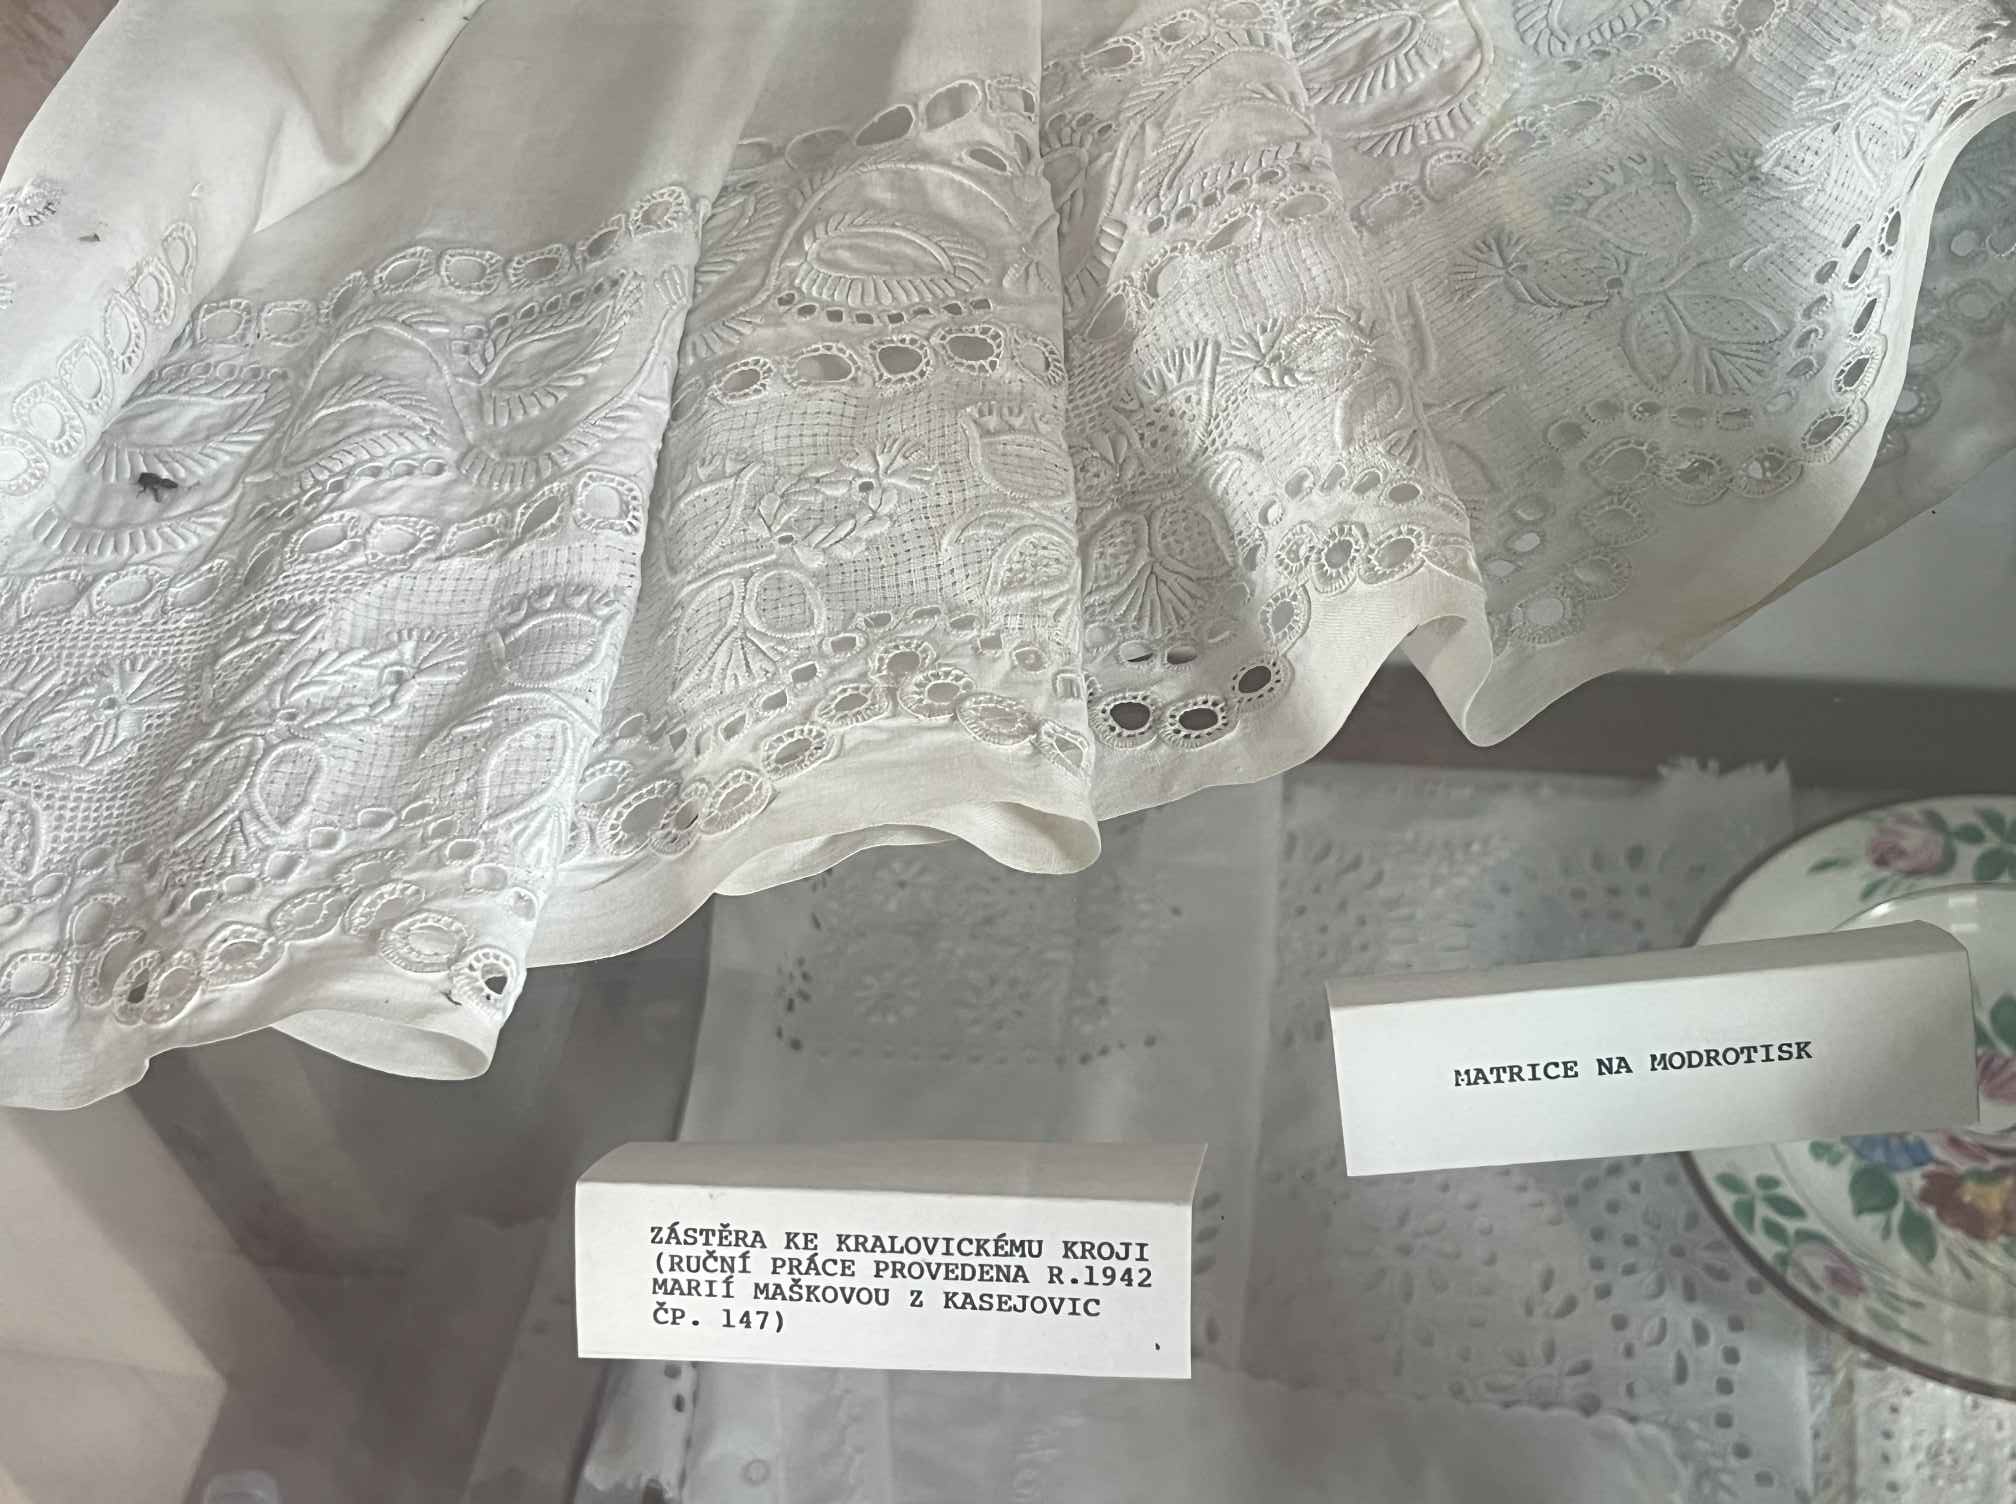 MATRICE NA MODROTISK
ZÁSTĚRA KE KRALOVICKÉMU KROJI
(RUČNÍ PRÁCE PROVEDENA R.1942
MARIÍ MAŠKOVOU Z KASEJOVIC
ČP. 147)